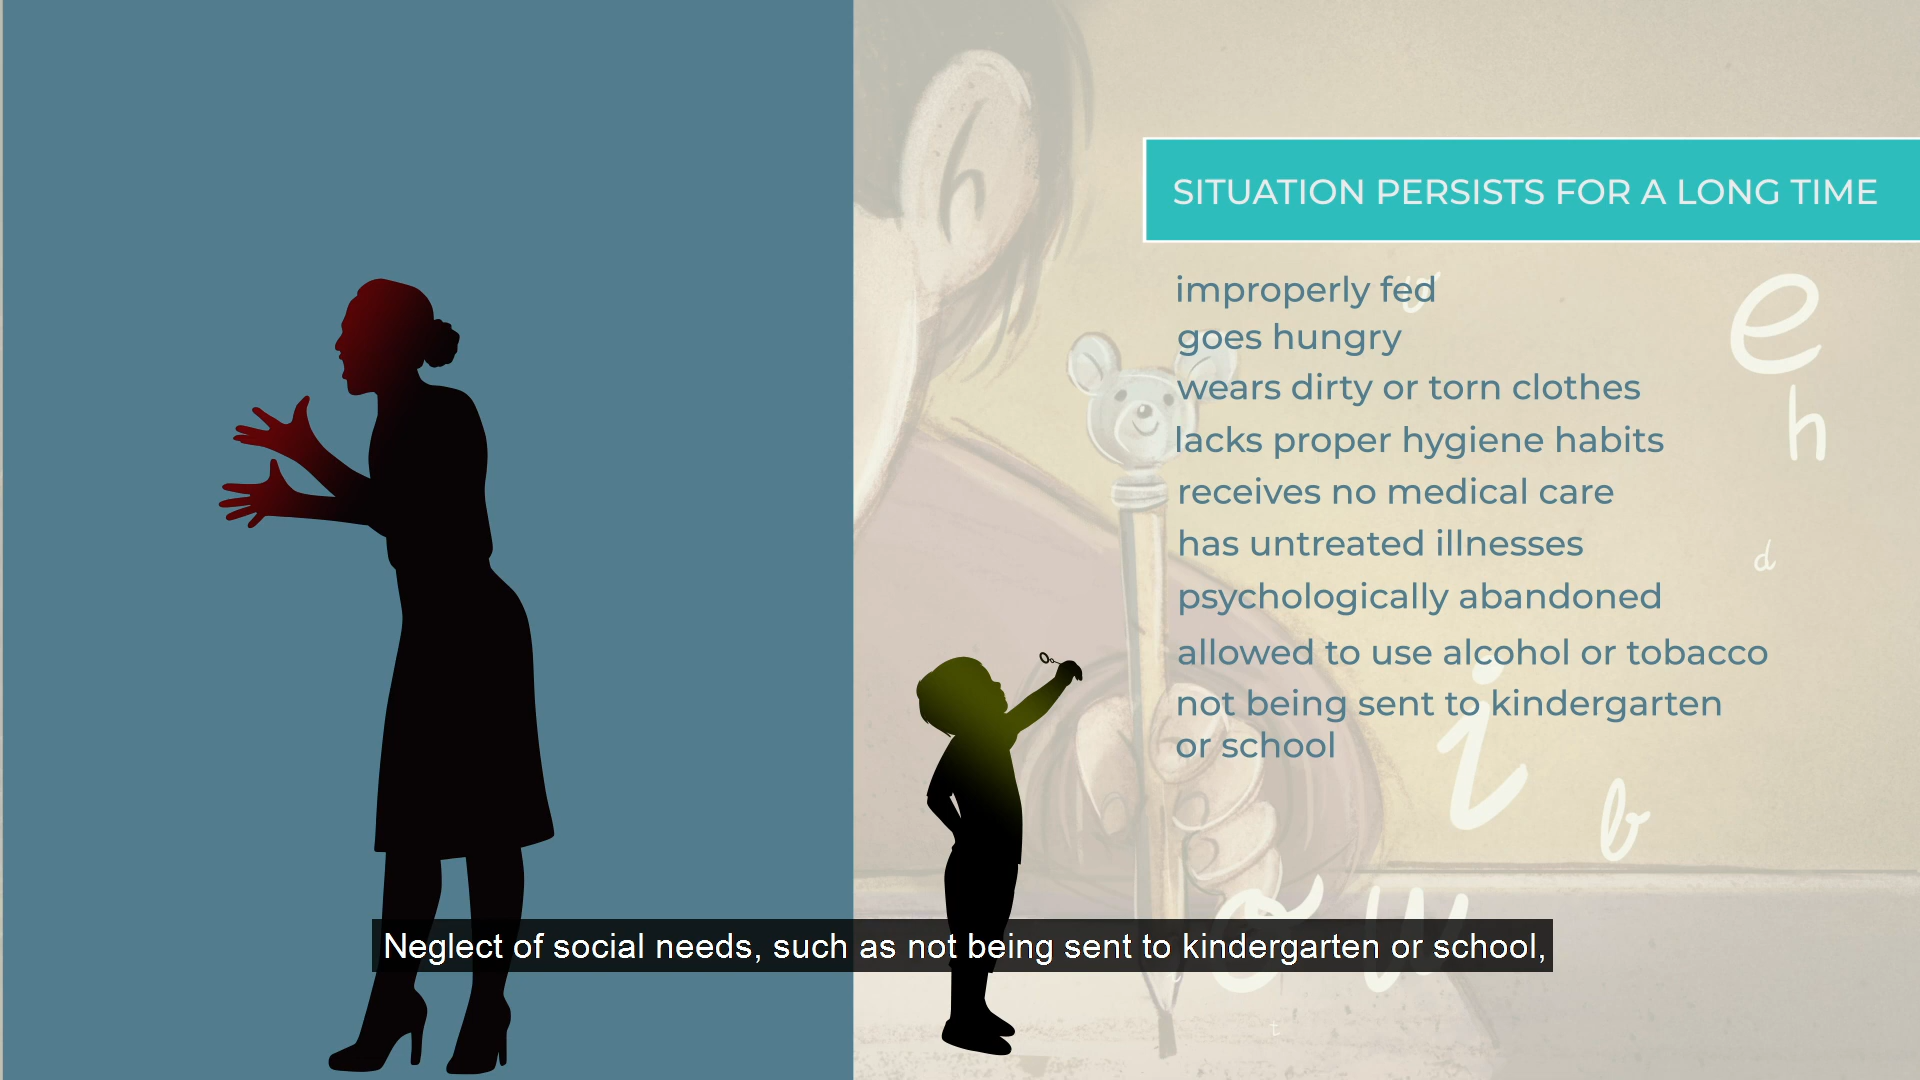 SITUATION PERSISTS FOR A LONG TIME
improperly fed
goes hungry
wears dirty or torn clothes
lacks proper hygiene habits
receives no medical care
has untreated illnesses
psychologically abandoned
allowed to use alcohol or tobacco
not being sent to kindergarten
or school
e
h
d
i
b
o w
t
Neglect of social needs, such as not being sent to kindergarten or school,